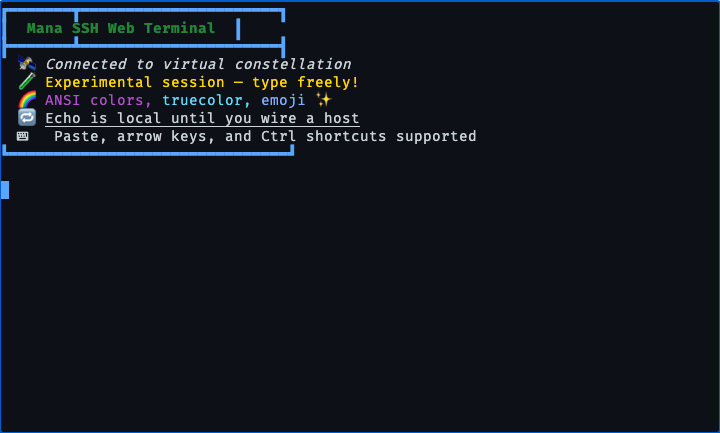 Mana SSH Web Terminal
🛰️ Connected to virtual constellation
🧪 Experimental session — type freely!
🌈 ANSI colors, truecolor, emoji ✨
🔁 Echo is local until you wire a host
⌨ Paste, arrow keys, and Ctrl shortcuts supported